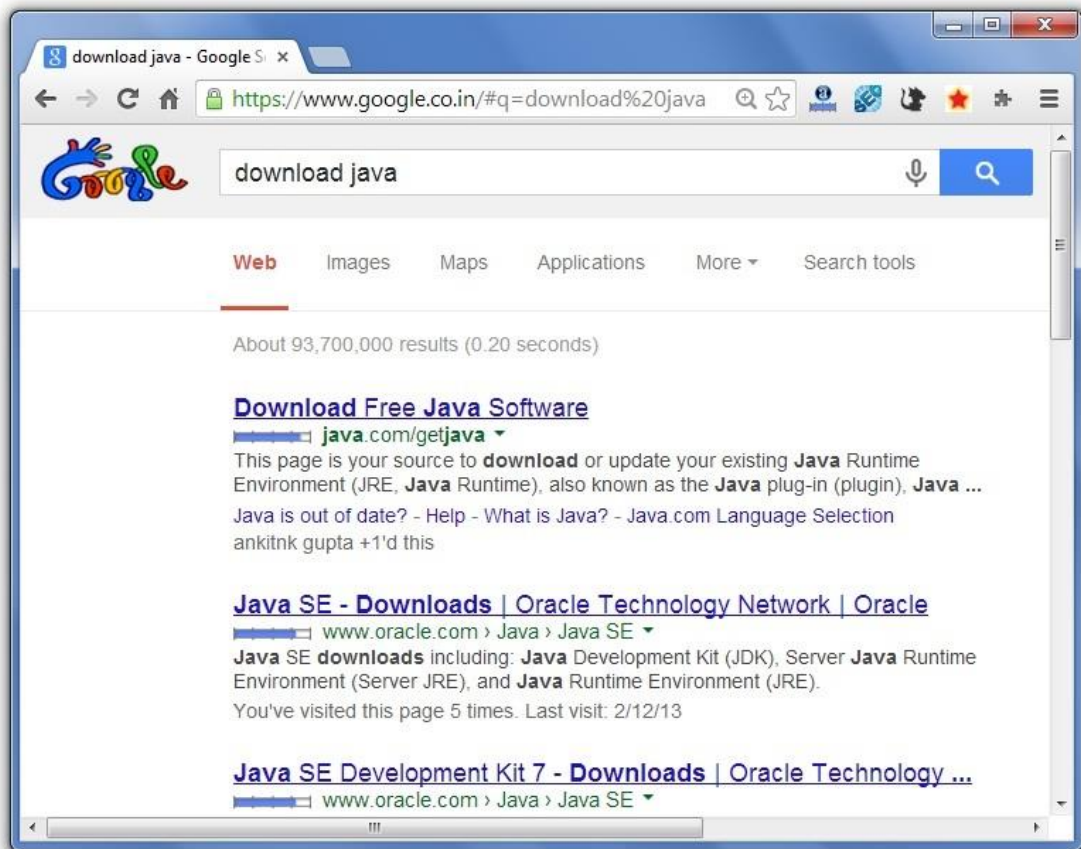 download java - Google S
https://www.google.co.in/#q=download%20java
Google
download java
Web Images Maps Applications More Search tools
About 93,700,000 results (0.20 seconds)
Download Free Java Software
java.com/getjava
This page is your source to download or update your existing Java Runtime
Environment (JRE, Java Runtime), also known as the Java plug-in (plugin), Java ...
Java is out of date? - Help - What is Java? - Java.com Language Selection
ankitnk gupta +1'd this
Java SE - Downloads | Oracle Technology Network | Oracle
www.oracle.com › Java › Java SE
Java SE downloads including: Java Development Kit (JDK), Server Java Runtime
Environment (Server JRE), and Java Runtime Environment (JRE).
You've visited this page 5 times. Last visit: 2/12/13
Java SE Development Kit 7 - Downloads | Oracle Technology ...
www.oracle.com › Java › Java SE